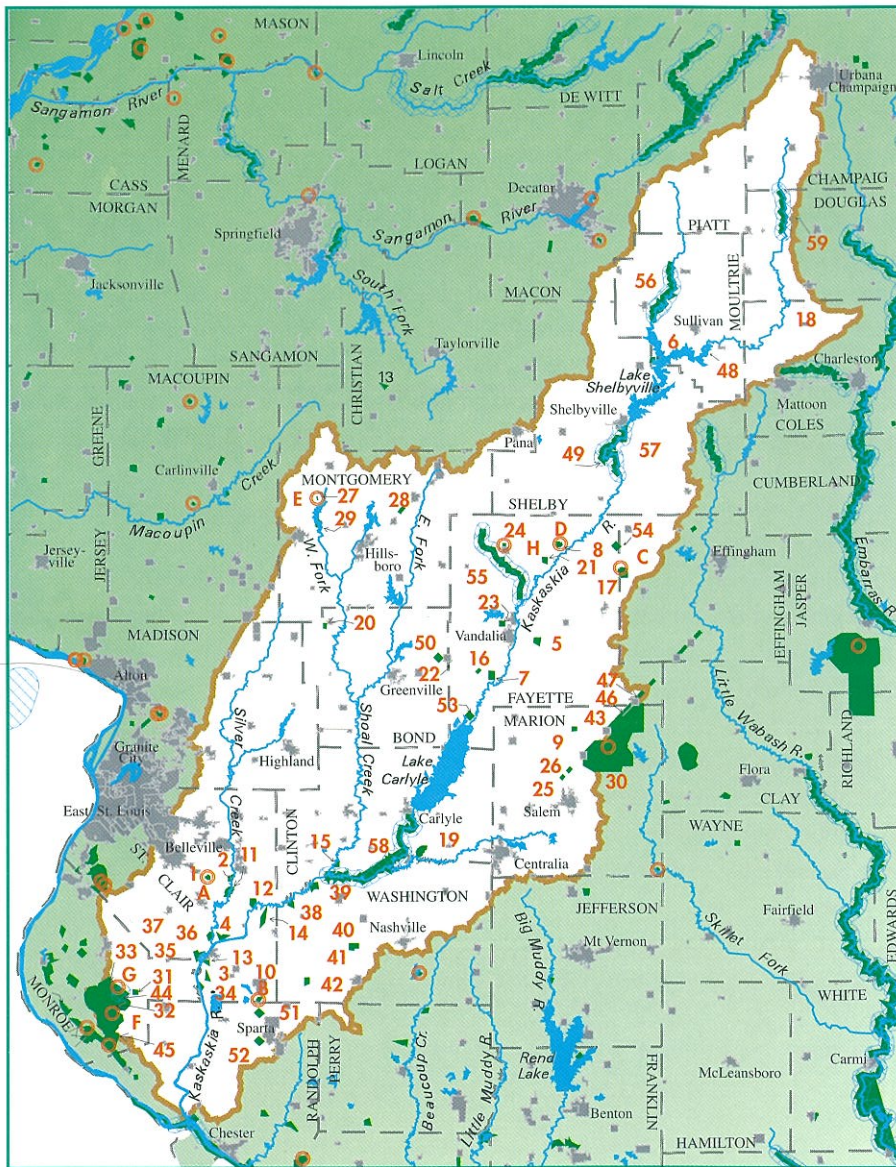 MASON
Lincoln
Salt Creek
Sangamon River
DE WITT
Urbana
Champaign
MENARD
LOGAN
CASS
MORGAN
Decatur
CHAMPAIG
DOUGLAS
Springfield
Sangamon River
PIATT
59
Jacksonville
South Fork
MACON
56
MOULTRIE
Sullivan
18
SANGAMON
Taylorville
6
48
Charleston
MACOUPIN
CHRISTIAN
13
Lake
Shelbyville
Mattoon
COLES
GREENE
Shelbyville
Carlinville
Pana
49
57
CUMBERLAND
Macoupin Creek
MONTGOMERY
E
27
28
29
SHELBY
E. Fork
W. Fork
24
D
H
8
21
54
C
17
Jersey-
ville
JERSEY
Hills-
boro
Effingham
Embarras R.
55
Kaskaskia R.
EFFINGHAM
JASPER
23
MADISON
20
Vandalia
50
5
Alton
22
16
Greenville
7
47
46
Little Wabash R.
RICHLAND
FAYETTE
MARION
43
53
Silver Creek
Shoal Creek
BOND
Granite
City
Highland
Lake
Carlyle
9
26
25
30
Flora
CLAY
East St. Louis
Salem
Carlyle
WAYNE
Belleville
CLINTON
58
19
2
11
15
Centralia
1
A
ST.
CLAIR
12
39
WASHINGTON
EDWARDS
38
JEFFERSON
Fairfield
37
36
4
14
40
Nashville
Big Muddy R.
Mt Vernon
Skillet Fork
33
35
13
41
G
31
3
10
42
44
34
B
WHITE
MONROE
32
F
51
Sparta
45
52
Kaskaskia R.
RANDOLPH
PERRY
Beaucoup Cr.
Little Muddy R.
Rend
Lake
FRANKLIN
McLeansboro
Carmi
Benton
Chester
HAMILTON